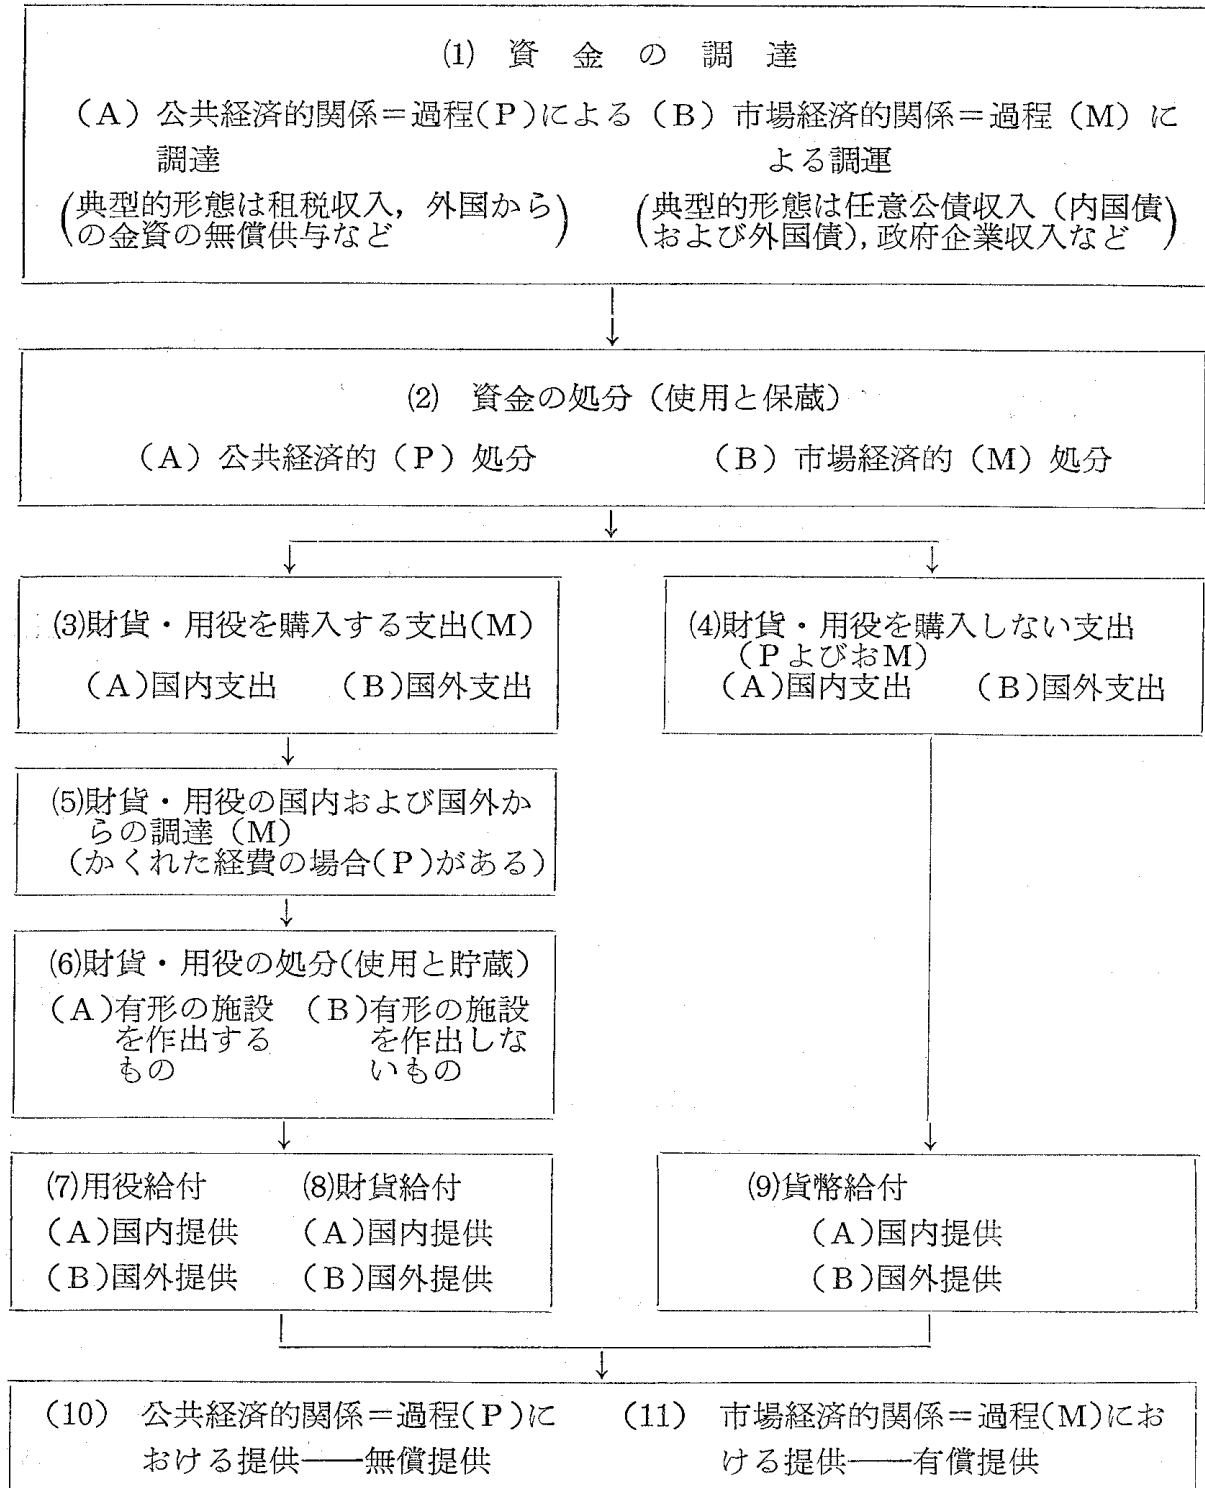 ⑴ 資金の調達
（A）公共経済的関係＝過程(P)による
調達
(典型的形態は租税収入，外国から
の金資の無償供与など)
（B）市場経済的関係＝過程（M）に
よる調運
(典型的形態は任意公債収入（内国債
および外国債），政府企業収入など)
⑵ 資金の処分（使用と保蔵）
（A）公共経済的（P）処分
（B）市場経済的（M）処分
⑶財貨・用役を購入する支出(M)
（A）国内支出 （B）国外支出
⑷財貨・用役を購入しない支出
（PよびおM）
（A）国内支出 （B）国外支出
⑸財貨・用役の国内および国外か
らの調達（M）
（かくれた経費の場合(P)がある）
⑹財貨・用役の処分(使用と貯蔵)
（A）有形の施設
を作出する
もの
（B）有形の施設
を作出しな
いもの
⑺用役給付
（A）国内提供
（B）国外提供
⑻財貨給付
（A）国内提供
（B）国外提供
⑼貨幣給付
（A）国内提供
（B）国外提供
（10） 公共経済的関係＝過程(P)に
おける提供――無償提供
（11） 市場経済的関係＝過程(M)にお
ける提供――有償提供